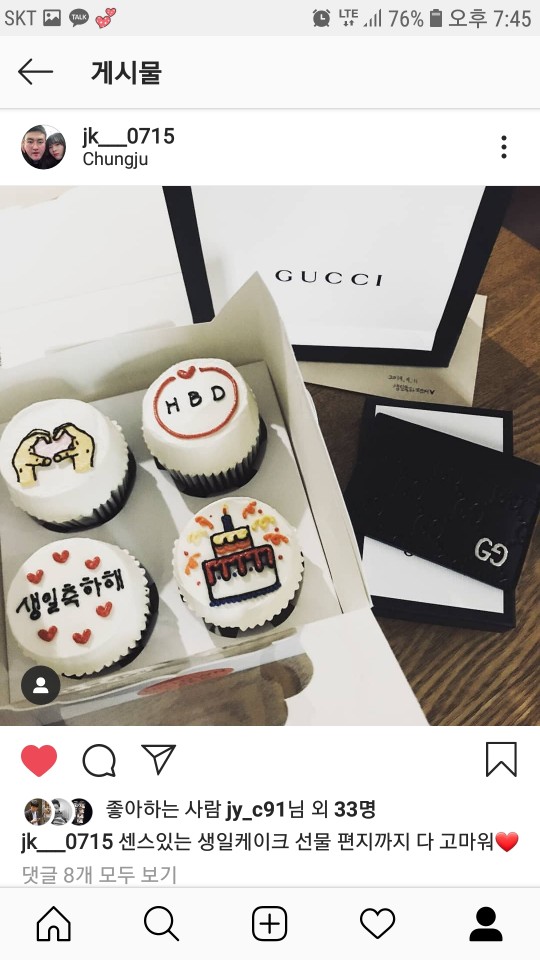 SKT TALK LTE 76% 오후 7:45
게시물
jk___0715
Chungju
GUCCI
HBD
생일축하해
GG
좋아하는 사람 jy_c91님 외 33명
jk___0715 센스있는 생일케이크 선물 편지까지 다 고마워❤️
댓글 8개 모두 보기